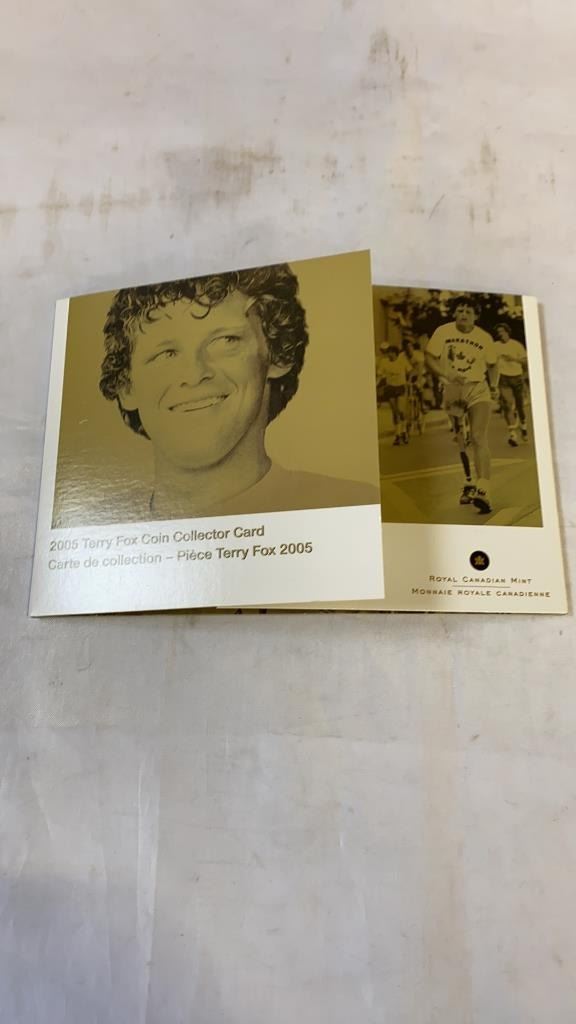 2005 Terry Fox Coin Collector Card
Carte de collection – Pièce Terry Fox 2005
MARATHON
ROYAL CANADIAN MINT
MONNAIE ROYALE CANADIENNE